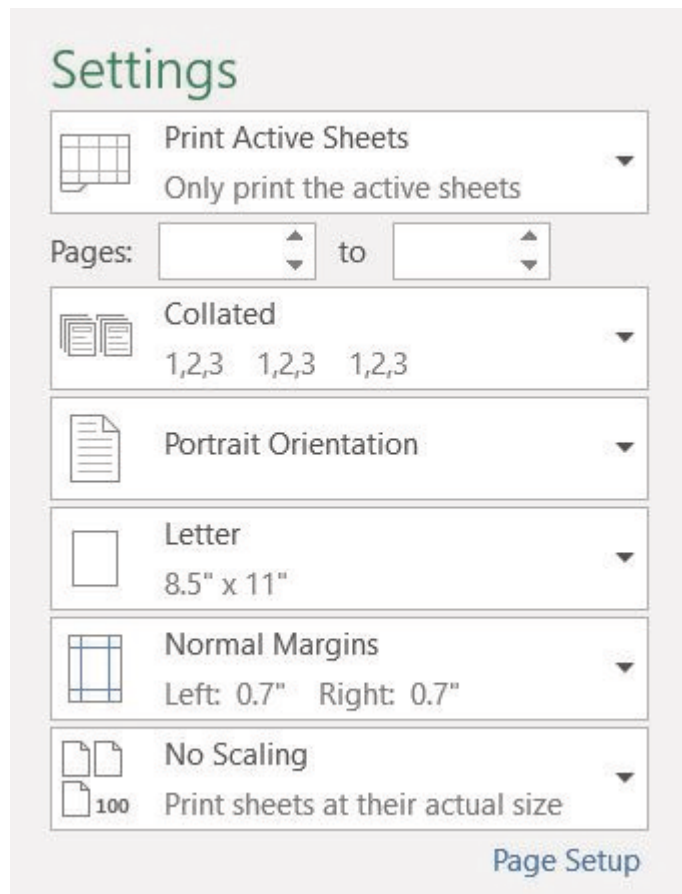 Settings
Print Active Sheets
Only print the active sheets
Pages: to
Collated
1,2,3 1,2,3 1,2,3
Portrait Orientation
Letter
8.5" x 11"
Normal Margins
Left: 0.7" Right: 0.7"
No Scaling
100 Print sheets at their actual size
Page Setup